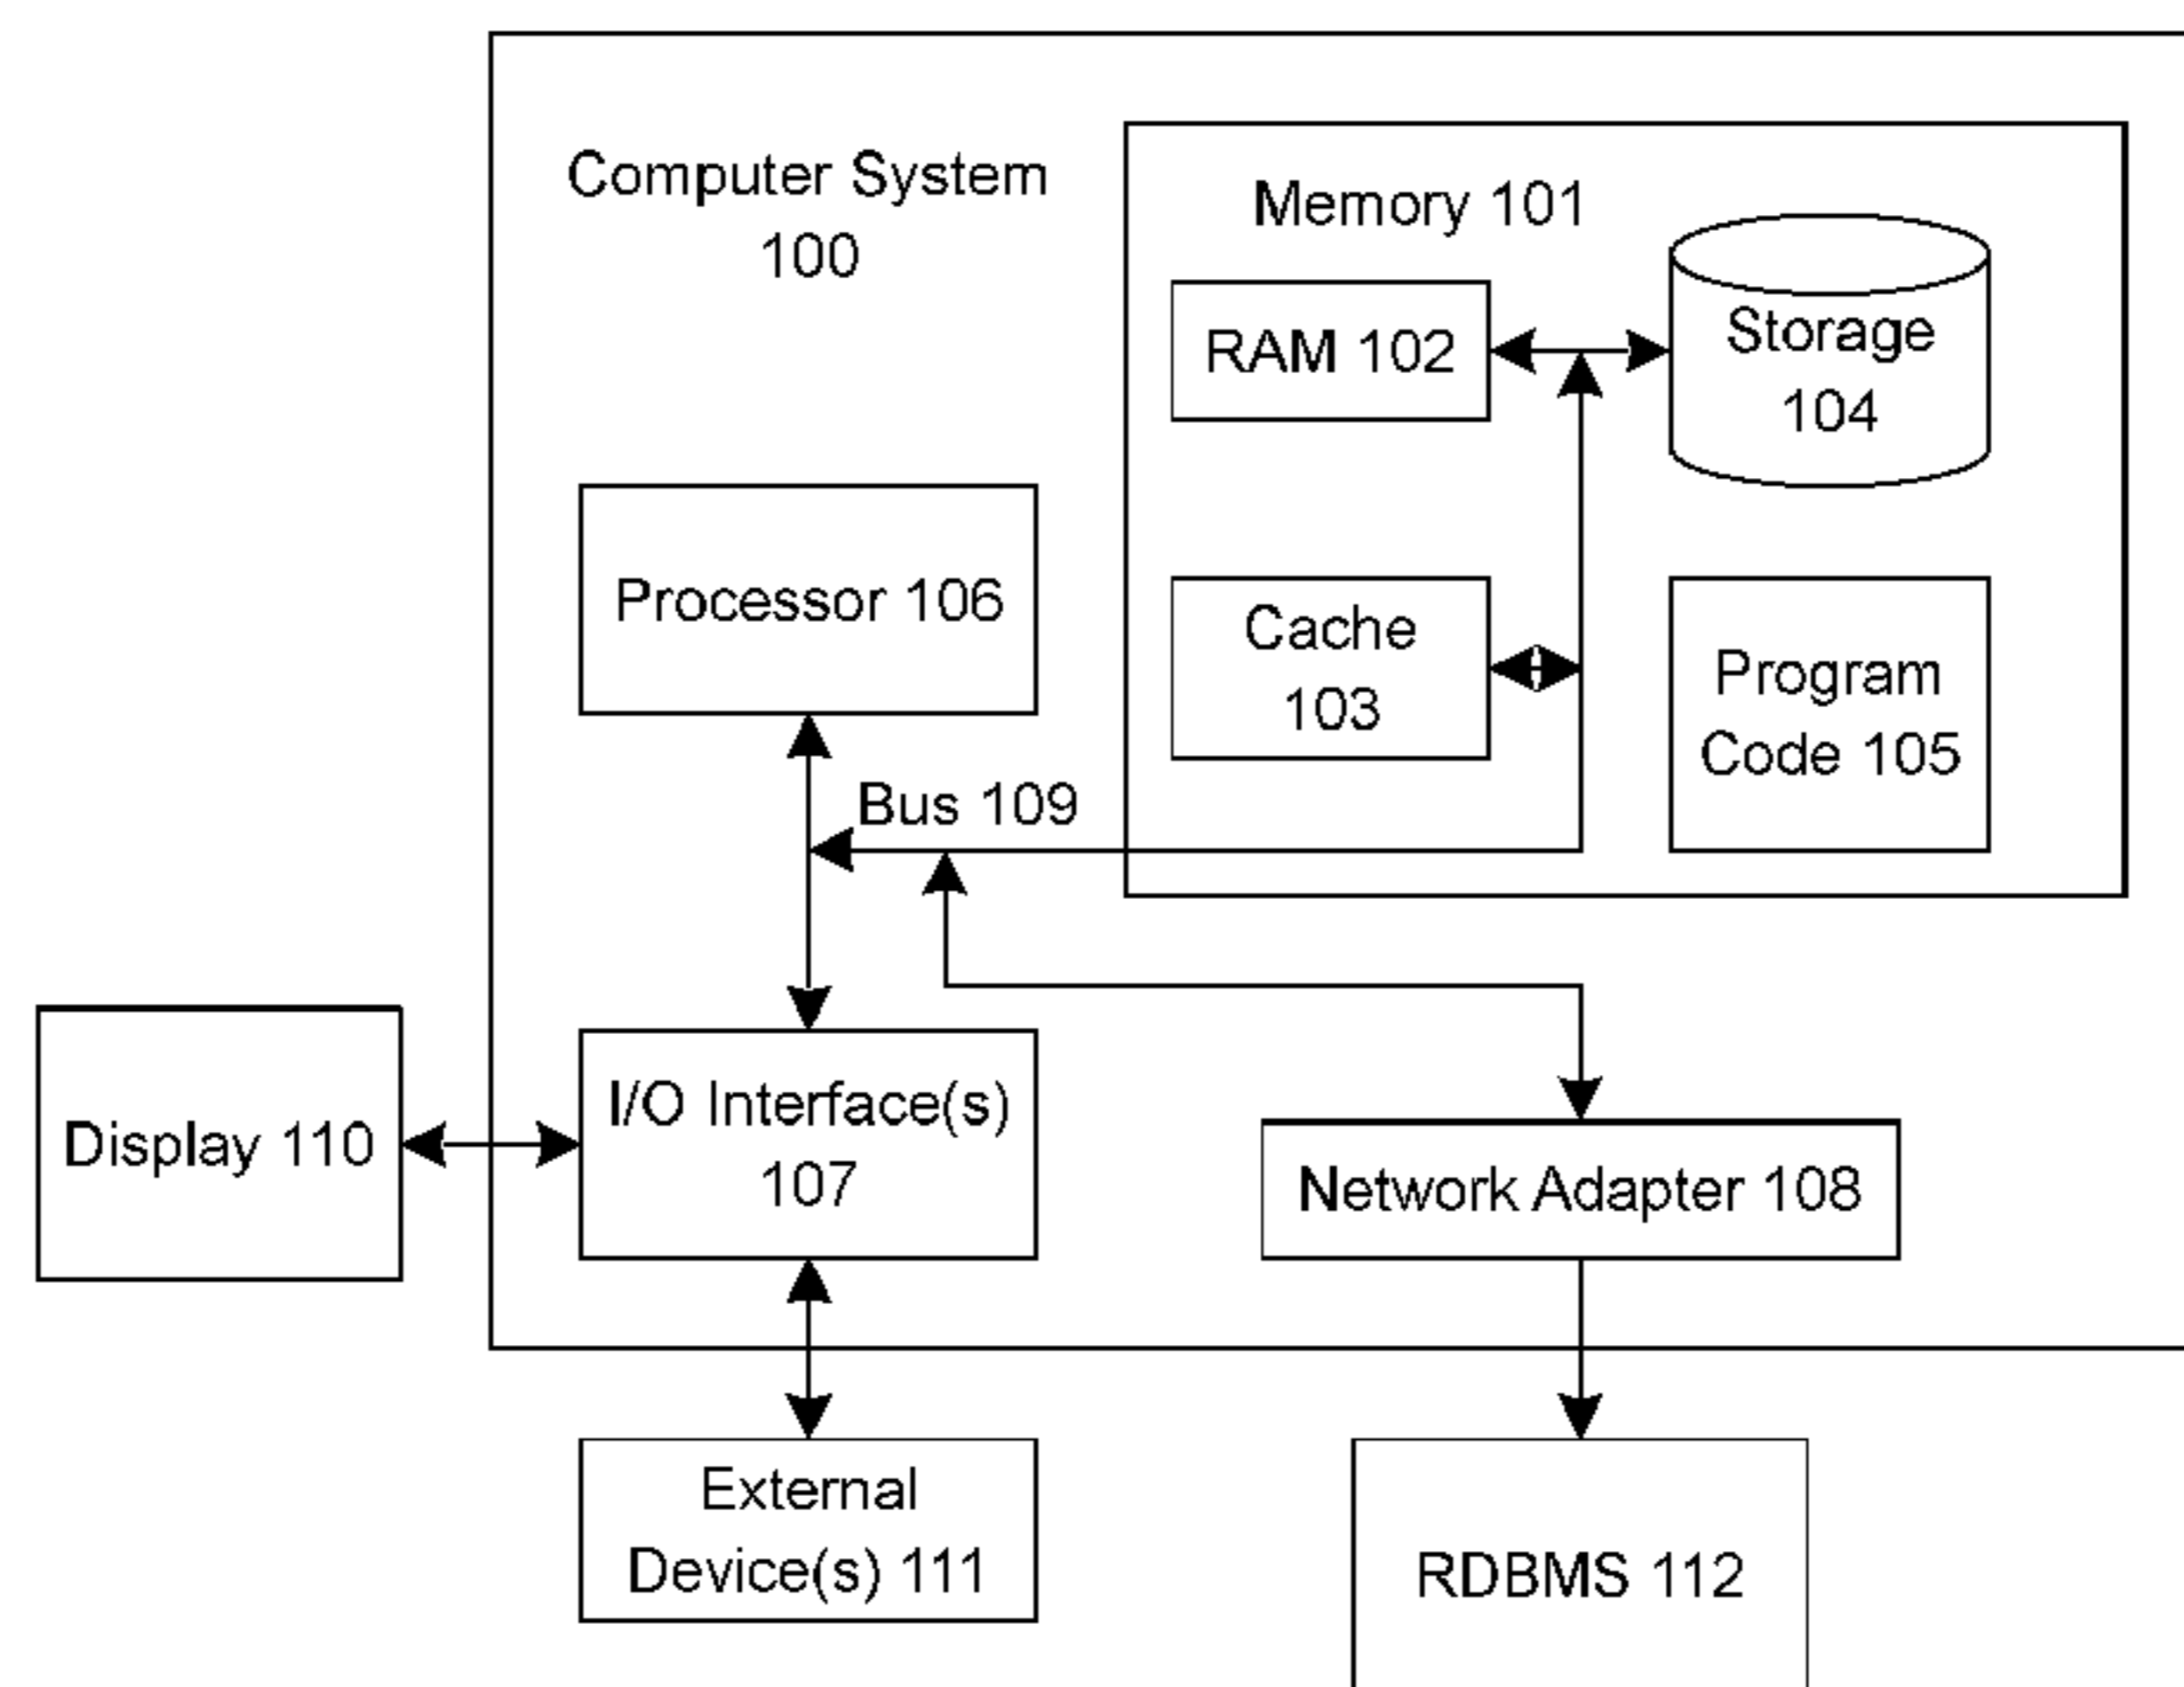 Computer System
100
Memory 101
RAM 102
Storage
104
Processor 106
Cache
103
Program
Code 105
Bus 109
Display 110
I/O Interface(s)
107
Network Adapter 108
External
Device(s) 111
RDBMS 112